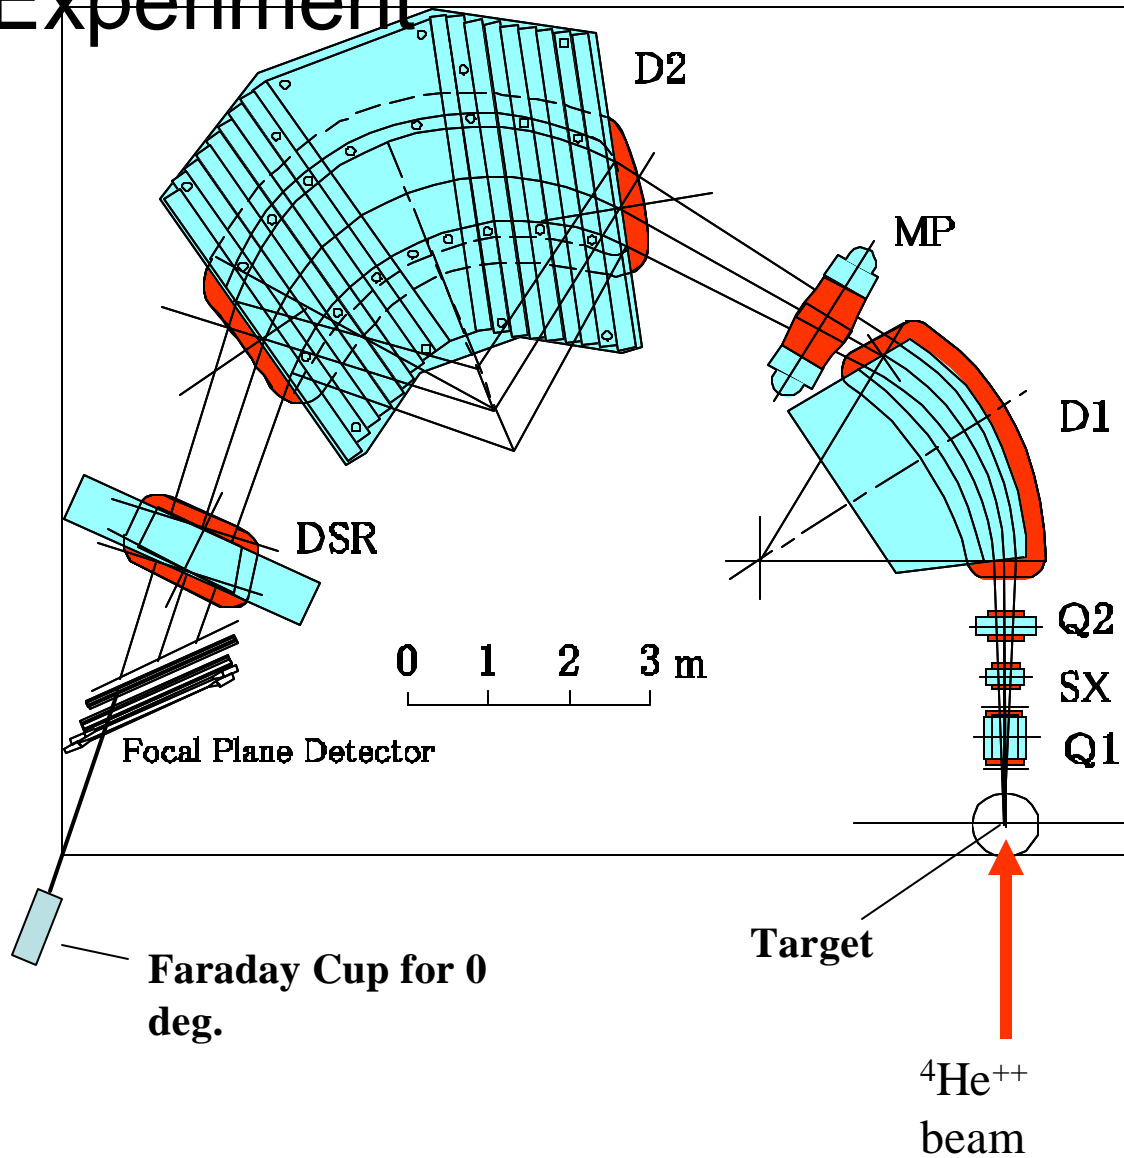 Experiment
D2
MP
D1
DSR
0 1 2 3 m
Q2
SX
Q1
Focal Plane Detector
Target
Faraday Cup for 0
deg.
⁴He⁺⁺
beam